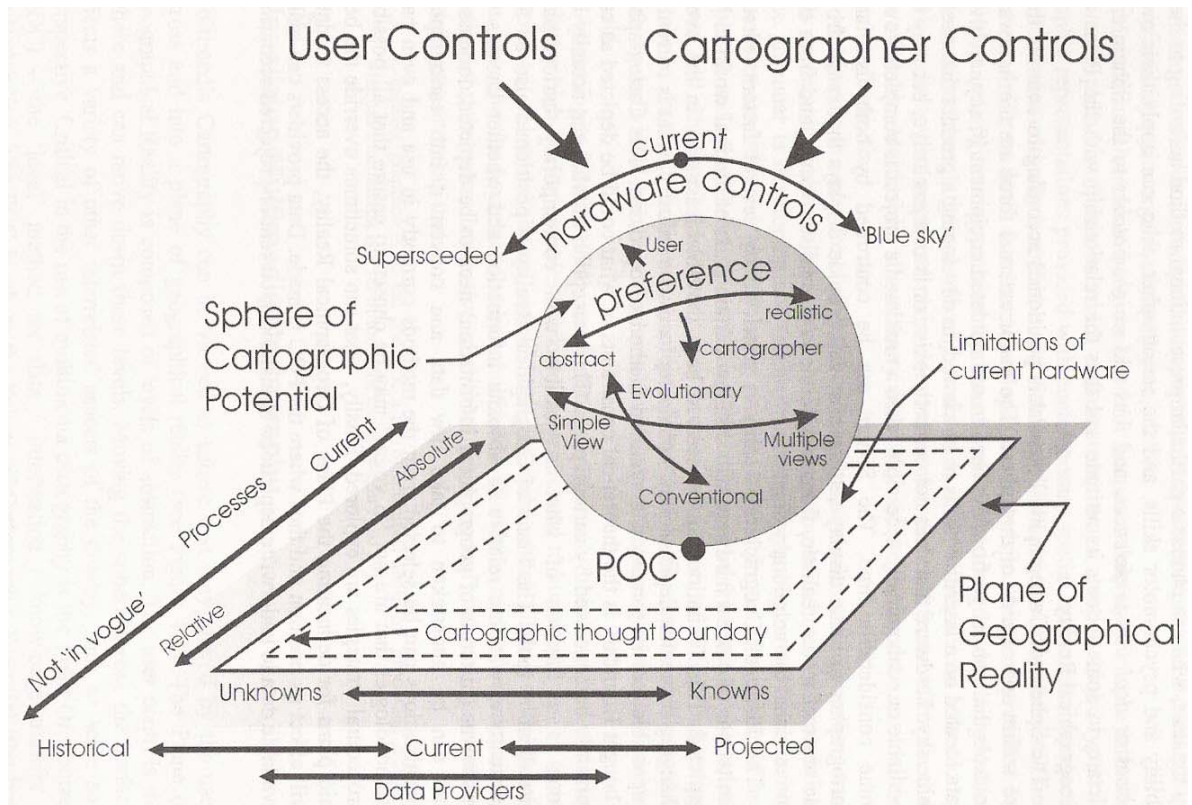 User Controls
Cartographer Controls
current
hardware controls
Superseded
'Blue sky'
User
preference
realistic
abstract
cartographer
Evolutionary
Simple
View
Multiple
views
Conventional
Sphere of
Cartographic
Potential
Limitations of
current hardware
POC
Current
Processes
Not 'in vogue'
Absolute
Relative
Cartographic thought boundary
Plane of
Geographical
Reality
Unknowns
Knowns
Historical
Current
Projected
Data Providers